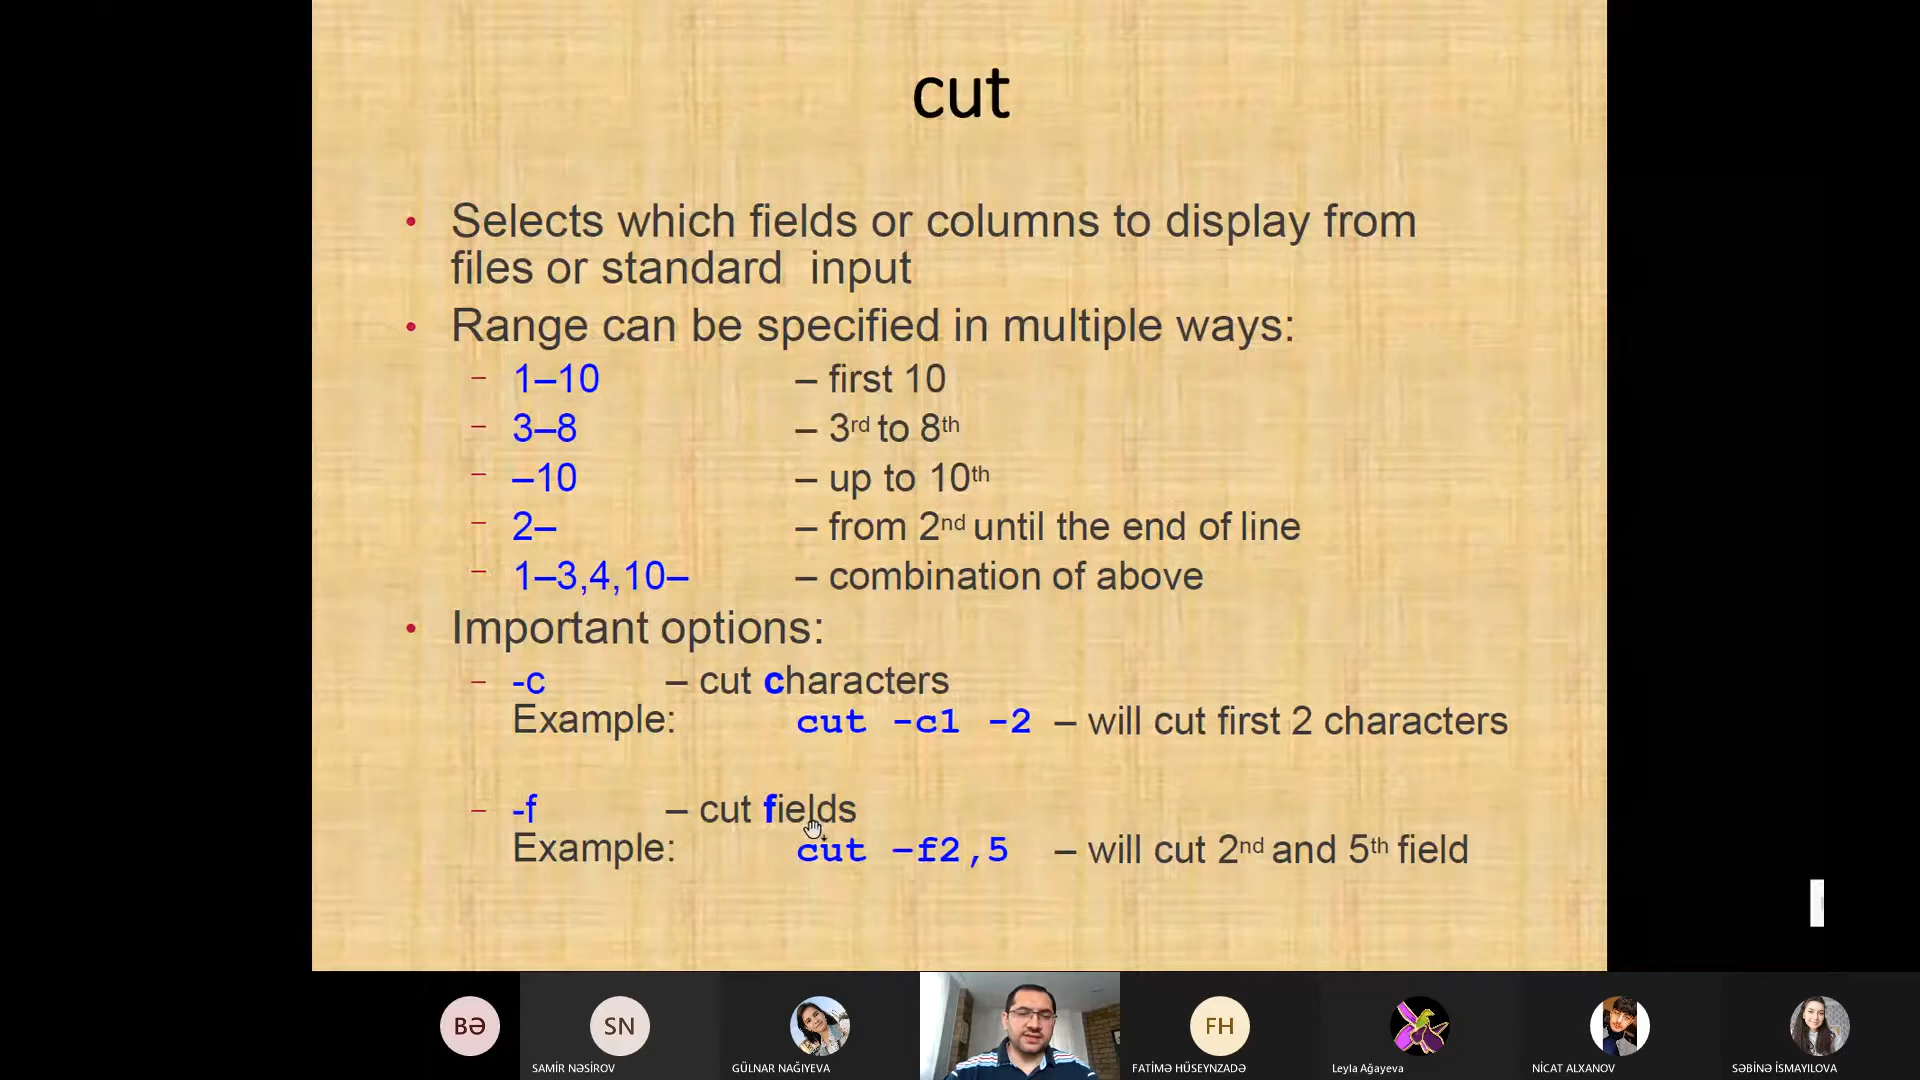 cut
• Selects which fields or columns to display from
files or standard input
• Range can be specified in multiple ways:
– 1–10 – first 10
– 3–8 – 3rd to 8th
– –10 – up to 10th
– 2– – from 2nd until the end of line
– 1–3,4,10– – combination of above
• Important options:
– -c – cut characters
Example: cut -c1 -2 – will cut first 2 characters
– -f – cut fields
Example: cut –f2,5 – will cut 2nd and 5th field
BƏ
SN
FH
SAMİR NƏSİROV
GÜLNAR NAĞIYEVA
FATİMƏ HÜSEYNZADƏ
Leyla Ağayeva
NİCAT ALXANOV
SƏBİNƏ İSMAYILOVA